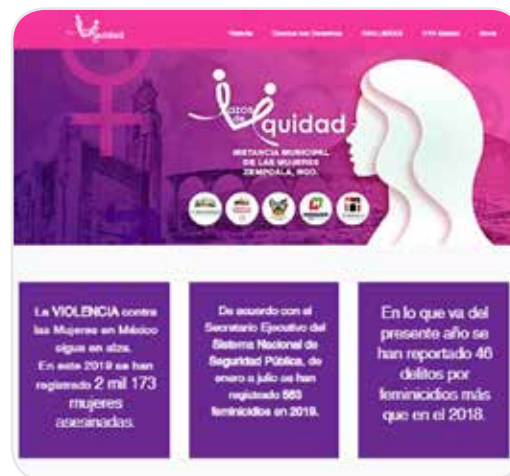 Lazos de Equidad
INSTANCIA MUNICIPAL
DE LAS MUJERES
ZEMPOALA, HGO.
La VIOLENCIA contra
las Mujeres en México
sigue en alza.
En este 2019 se han
registrado 2 mil 173
mujeres
asesinadas.
De acuerdo con el
Secretario Ejecutivo del
Sistema Nacional de
Seguridad Pública, de
enero a julio se han
registrado 563
feminicidios en 2019.
En lo que va del
presente año se
han reportado 46
delitos por
feminicidios más
que en el 2018.